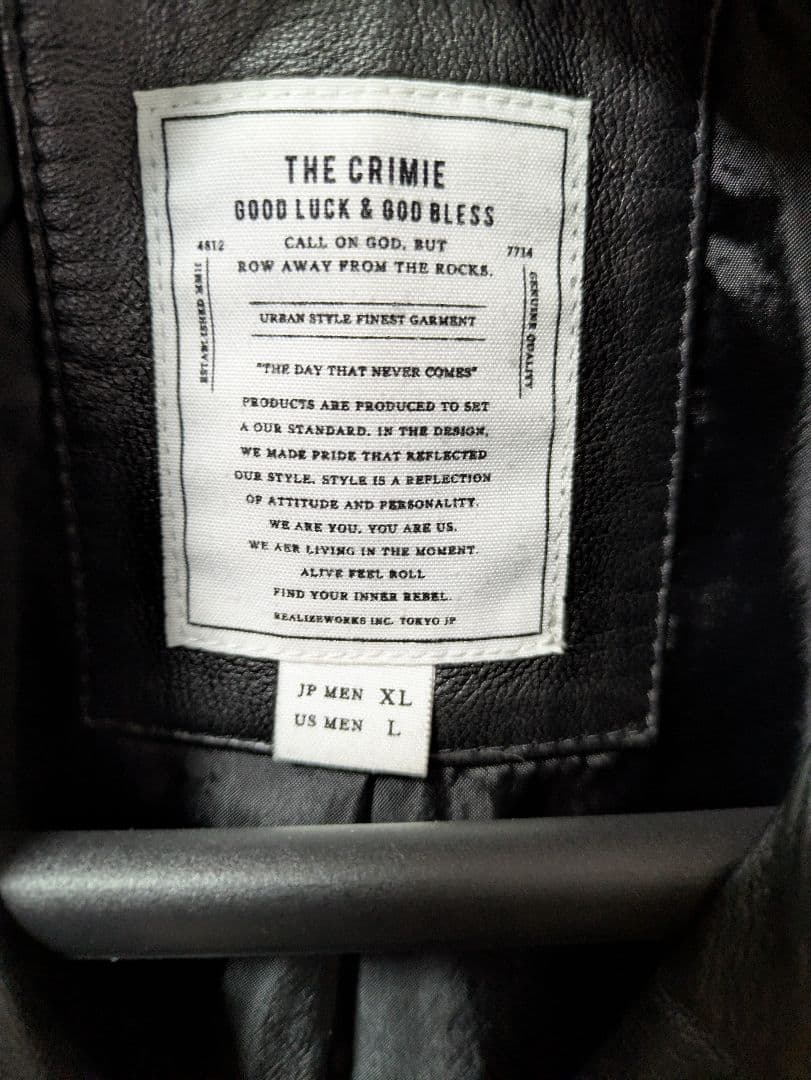 THE CRIMIE
GOOD LUCK & GOD BLESS
4812
CALL ON GOD, BUT
7714
ROW AWAY FROM THE ROCKS.
ESTABLISHED MMII
GENUINE QUALITY
URBAN STYLE FINEST GARMENT
"THE DAY THAT NEVER COMES"
PRODUCTS ARE PRODUCED TO SET
A OUR STANDARD. IN THE DESIGN,
WE MADE PRIDE THAT REFLECTED
OUR STYLE. STYLE IS A REFLECTION
OF ATTITUDE AND PERSONALITY.
WE ARE YOU, YOU ARE US.
WE AER LIVING IN THE MOMENT.
ALIVE FEEL ROLL
FIND YOUR INNER REBEL.
REALIZEWORKS INC. TOKYO JP
JP MEN XL
US MEN L